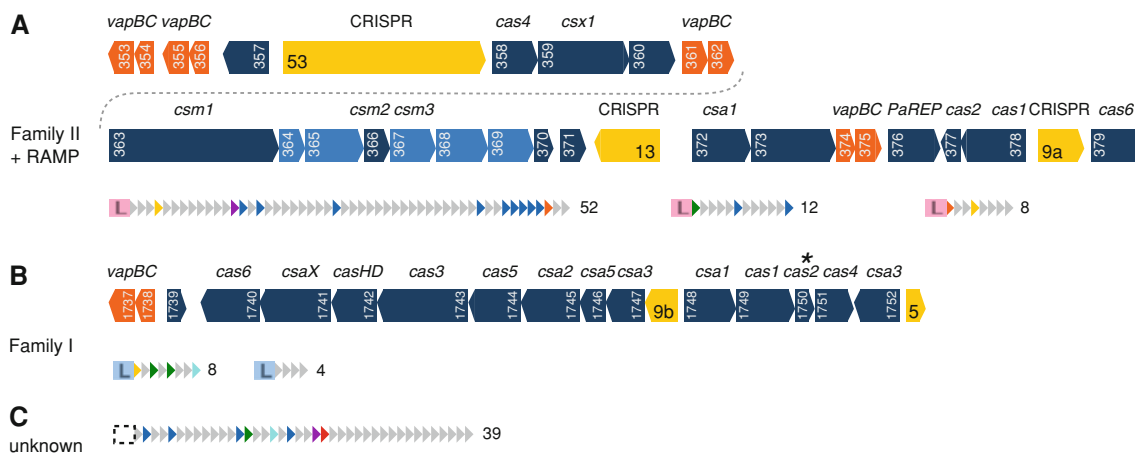 A
vapBC vapBC CRISPR cas4 csx1 vapBC
353 354 355 356 357 53 358 359 360 361 362
csm1 csm2 csm3 CRISPR csa1 vapBC PaREP cas2 cas1 CRISPR cas6
Family II
+ RAMP
363 364 365 366 367 368 369 370 371 13 372 373 374 375 376 377 378 9a 379
L 52 L 12 L 8
B
*
vapBC cas6 csaX casHD cas3 cas5 csa2 csa5 csa3 csa1 cas1 cas2 cas4 csa3
1737 1738 1739 1740 1741 1742 1743 1744 1745 1746 1747 9b 1748 1749 1750 1751 1752 5
Family I
L 8 L 4
C
unknown
39